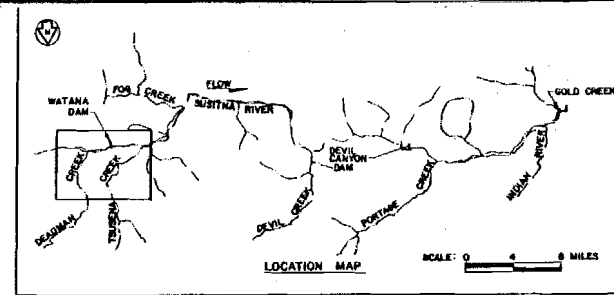 N
FOG CREEK
FLOW
SUSITNA RIVER
GOLD CREEK
WATANA DAM
DEVIL CANYON DAM
CREEK
CREEK
DEADMAN
TSUSENA
DEVIL CREEK
PORTAGE CREEK
INDIAN RIVER
LOCATION MAP
SCALE: 0 4 8 MILES